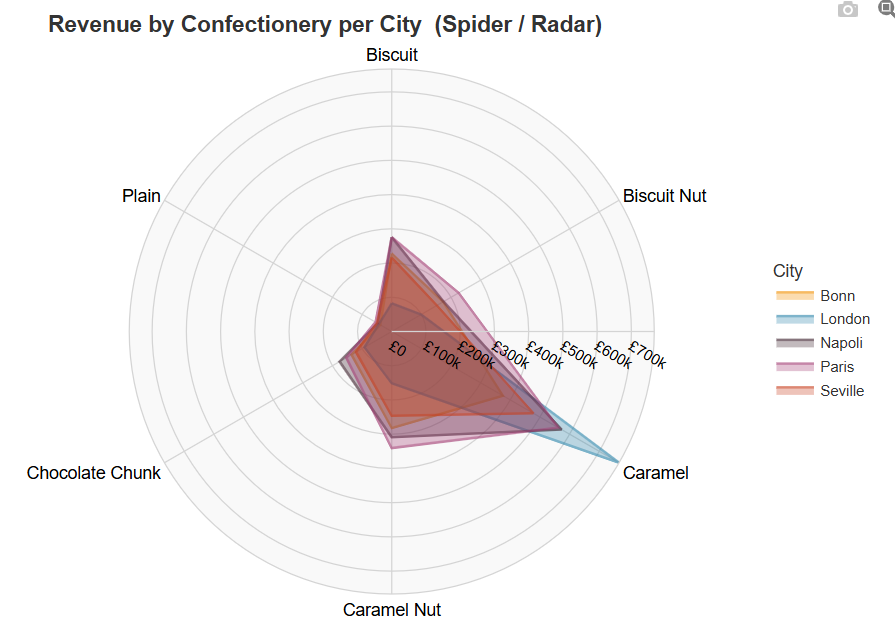 Revenue by Confectionery per City  (Spider / Radar)
Biscuit
Plain
Biscuit Nut
£0
£100k
£200k
£300k
£400k
£500k
£600k
£700k
Chocolate Chunk
Caramel
Caramel Nut
City
Bonn
London
Napoli
Paris
Seville